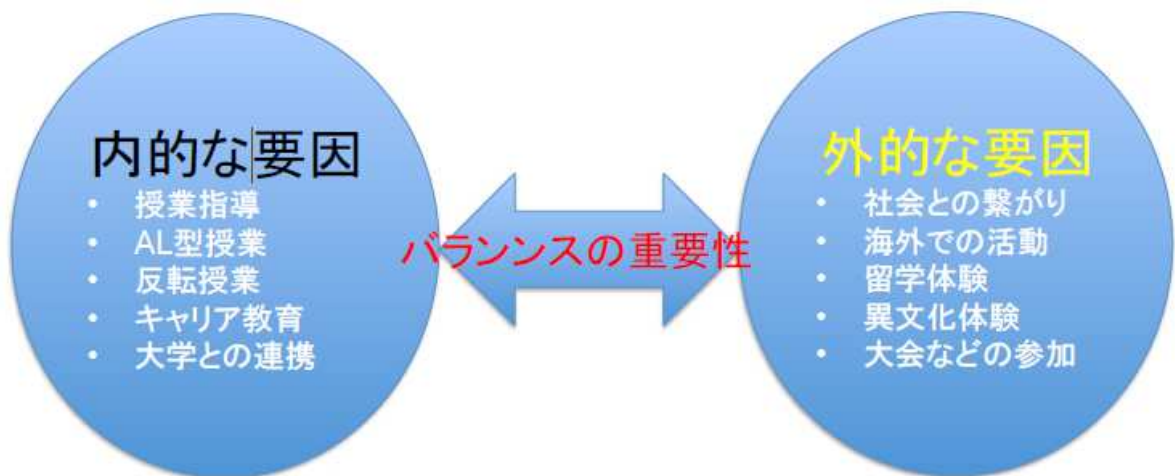 内的な要因
• 授業指導
• AL型授業
• 反転授業
• キャリア教育
• 大学との連携
バランンスの重要性
外的な要因
• 社会との繋がり
• 海外での活動
• 留学体験
• 異文化体験
• 大会などの参加